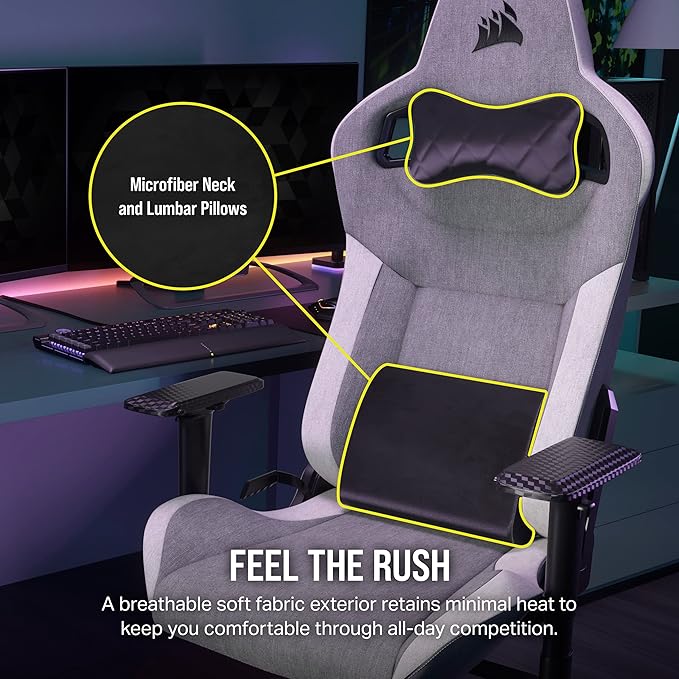 Microfiber Neck
and Lumbar Pillows
FEEL THE RUSH
A breathable soft fabric exterior retains minimal heat to
keep you comfortable through all-day competition.